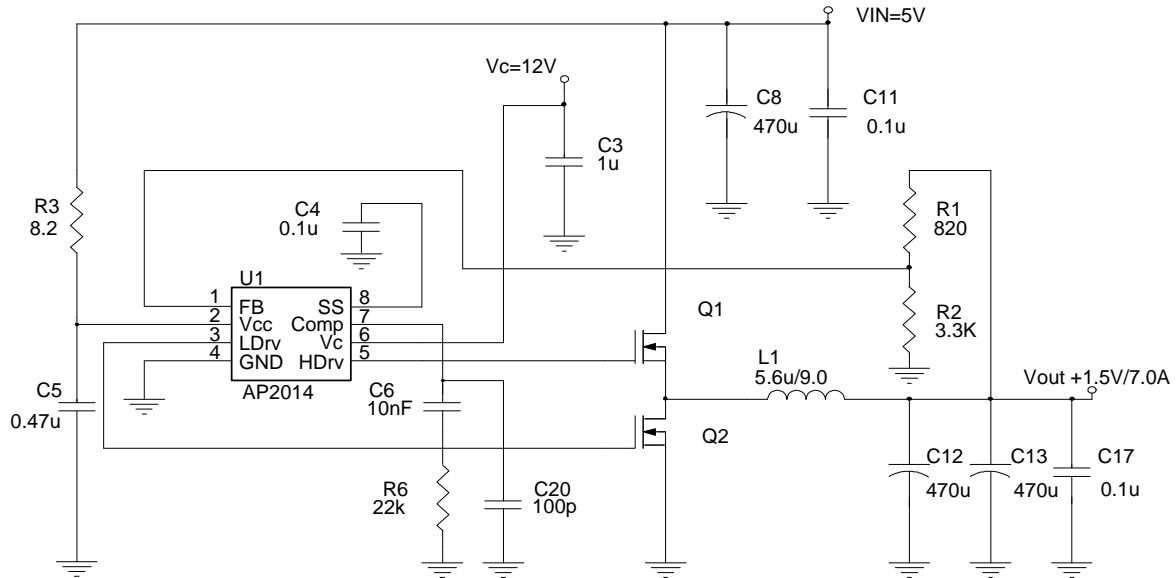 VIN=5V
Vc=12V
C8
470u
C11
0.1u
C3
1u
R3
8.2
C4
0.1u
R1
820
U1
1
2
3
4
FB
Vcc
LDrv
GND
SS
Comp
Vc
HDrv
8
7
6
5
AP2014
R2
3.3K
Q1
L1
5.6u/9.0
Vout +1.5V/7.0A
C5
0.47u
C6
10nF
Q2
R6
22k
C20
100p
C12
470u
C13
470u
C17
0.1u